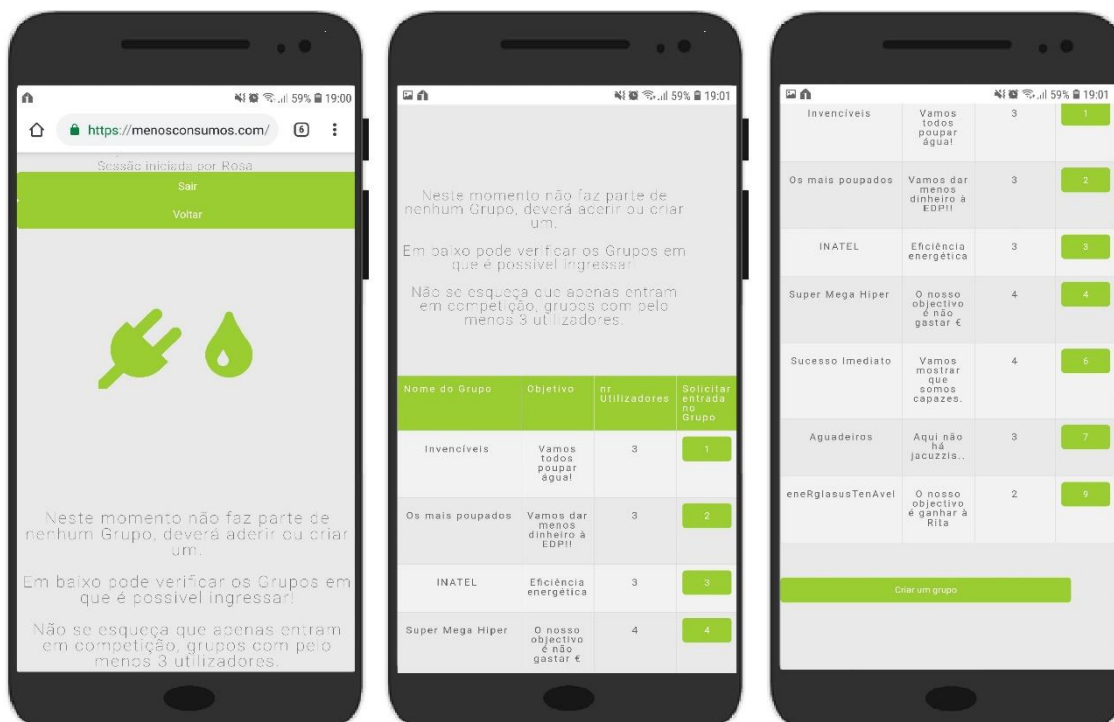 59% 19:00
https://menosconsumos.com/
6
Sessão iniciada por Rosa
Sair
Voltar
Neste momento não faz parte de
nenhum Grupo, deverá aderir ou criar
um.
Em baixo pode verificar os Grupos em
que é possivel ingressar!
Não se esqueça que apenas entram
em competição, grupos com pelo
menos 3 utilizadores.
59% 19:01
Neste momento não faz parte de
nenhum Grupo, deverá aderir ou criar
um.
Em baixo pode verificar os Grupos em
que é possivel ingressar!
Não se esqueça que apenas entram
em competição, grupos com pelo
menos 3 utilizadores.
Nome do Grupo Objetivo nr Solicitar
Utilizadores entrada
no
Grupo
Invencíveis Vamos 3 1
todos
poupar
água!
Os mais poupados Vamos dar 3 2
menos
dinheiro à
EDP!!
INATEL Eficiência 3 3
energética
Super Mega Hiper O nosso 4 4
objectivo
é não
gastar €
59% 19:01
Invencíveis Vamos 3 1
todos
poupar
água!
Os mais poupados Vamos dar 3 2
menos
dinheiro à
EDP!!
INATEL Eficiência 3 3
energética
Super Mega Hiper O nosso 4 4
objectivo
é não
gastar €
Sucesso Imediato Vamos 4 6
mostrar
que
somos
capazes.
Aguadeiros Aqui não 3 7
há
jacuzzis..
eneRgIasusTenAvel O nosso 2 9
objectivo
é ganhar à
Rita
Criar um grupo